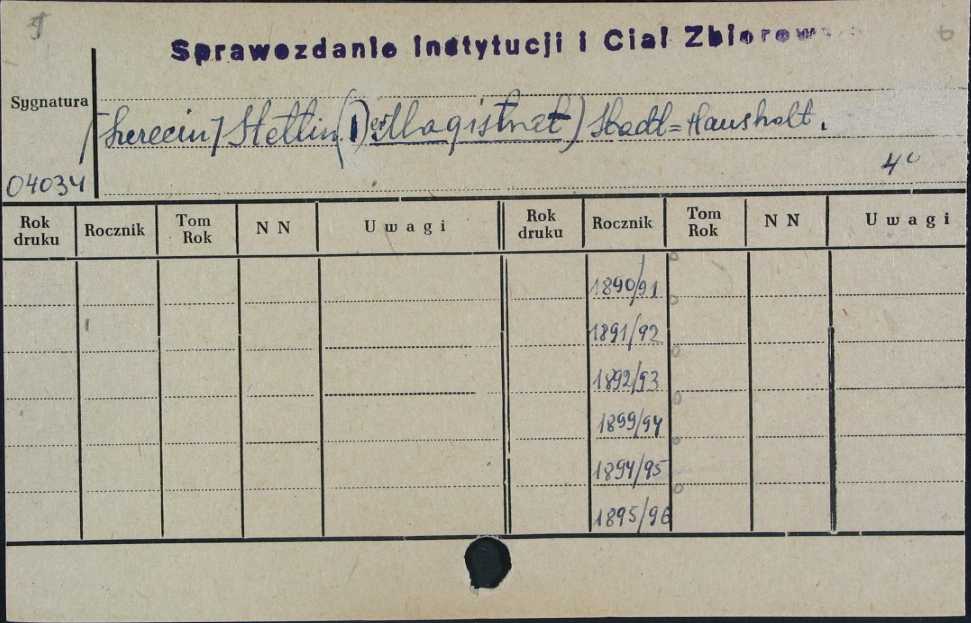 Sprawozdanie Instytucji i Ciał Zbiorow
Sygnatura
[Szczecin] Stettin (Der Magistrat) Stadt=Haushalt.
04034
4°
Rok druku Rocznik Tom Rok N N Uwagi Rok druku Rocznik Tom Rok N N Uwagi
1890/91
1891/92
1892/93
1899/94
1894/95
1895/96